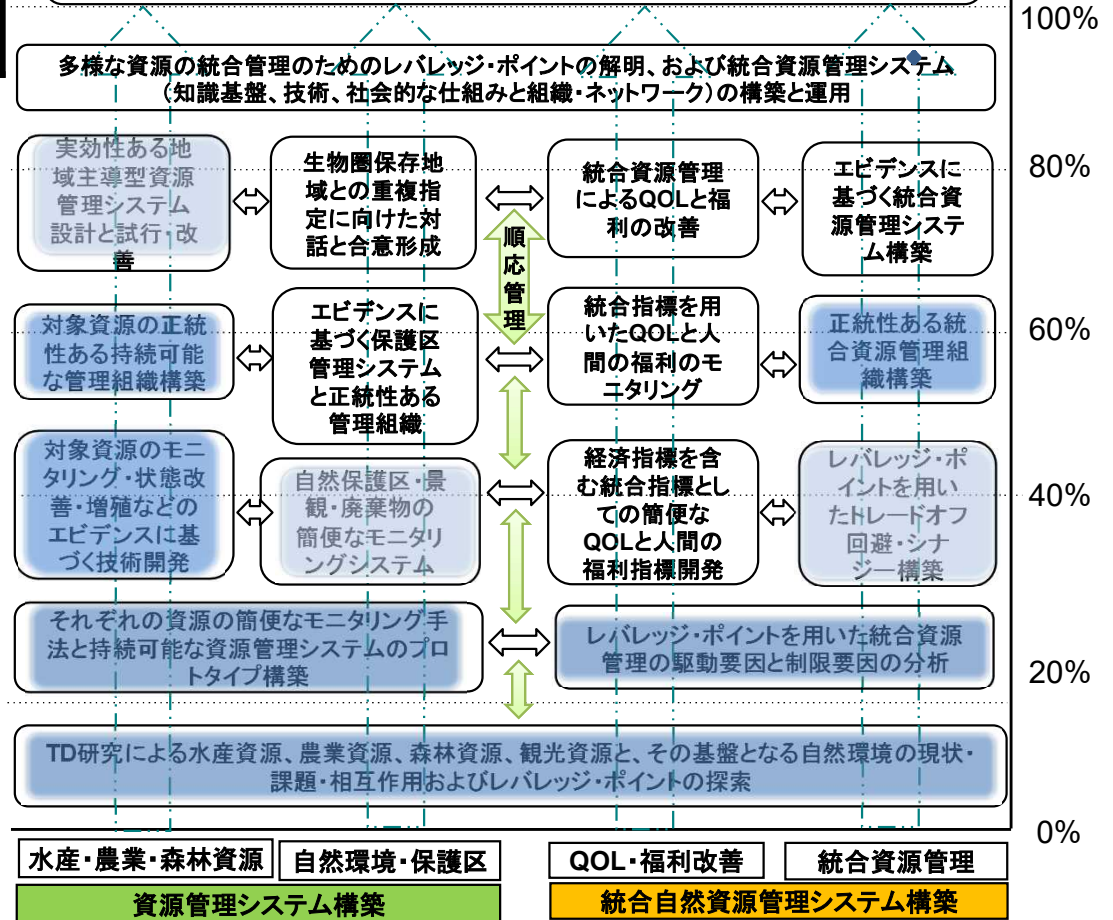 100%
多様な資源の統合管理のためのレバレッジ・ポイントの解明、および統合資源管理システム
(知識基盤、技術、社会的な仕組みと組織・ネットワーク)の構築と運用
実効性ある地
域主導型資源
管理システム
設計と試行・改
善
生物圏保存地
域との重複指
定に向けた対
話と合意形成
統合資源管理
によるQOLと福
利の改善
エビデンスに
基づく統合資
源管理システ
ム構築
80%
順
応
管
理
対象資源の正統
性ある持続可能
な管理組織構築
エビデンスに
基づく保護区
管理システム
と正統性ある
管理組織
統合指標を用
いたQOLと人
間の福利のモ
ニタリング
正統性ある統
合資源管理組
織構築
60%
対象資源のモニ
タリング・状態改
善・増殖などの
エビデンスに基
づく技術開発
自然保護区・景
観・廃棄物の
簡便なモニタリ
ングシステム
経済指標を含
む統合指標とし
ての簡便な
QOLと人間の
福利指標開発
レバレッジ・ポ
イントを用い
たトレードオフ
回避・シナ
ジー構築
40%
それぞれの資源の簡便なモニタリング手
法と持続可能な資源管理システムのプロ
トタイプ構築
レバレッジ・ポイントを用いた統合資源
管理の駆動要因と制限要因の分析
20%
TD研究による水産資源、農業資源、森林資源、観光資源と、その基盤となる自然環境の現状・
課題・相互作用およびレバレッジ・ポイントの探索
0%
水産・農業・森林資源
自然環境・保護区
QOL・福利改善
統合資源管理
資源管理システム構築
統合自然資源管理システム構築